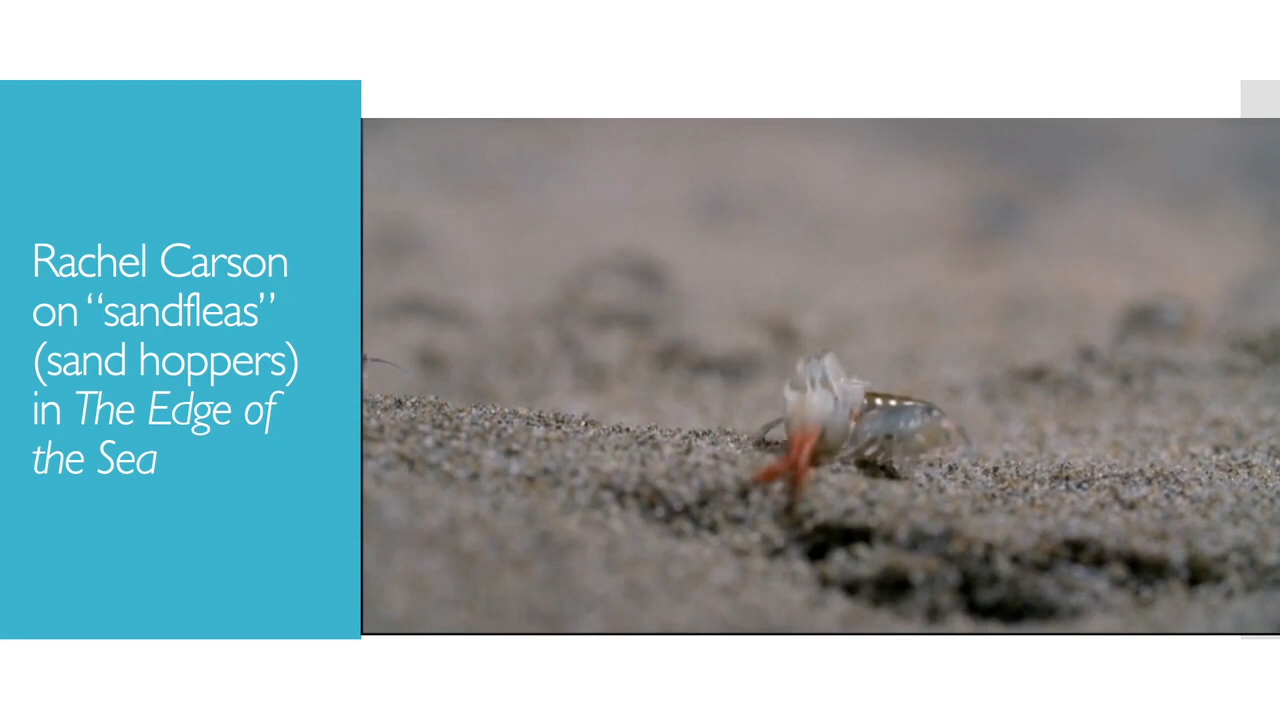 Rachel Carson
on “sandfleas”
(sand hoppers)
in The Edge of
the Sea